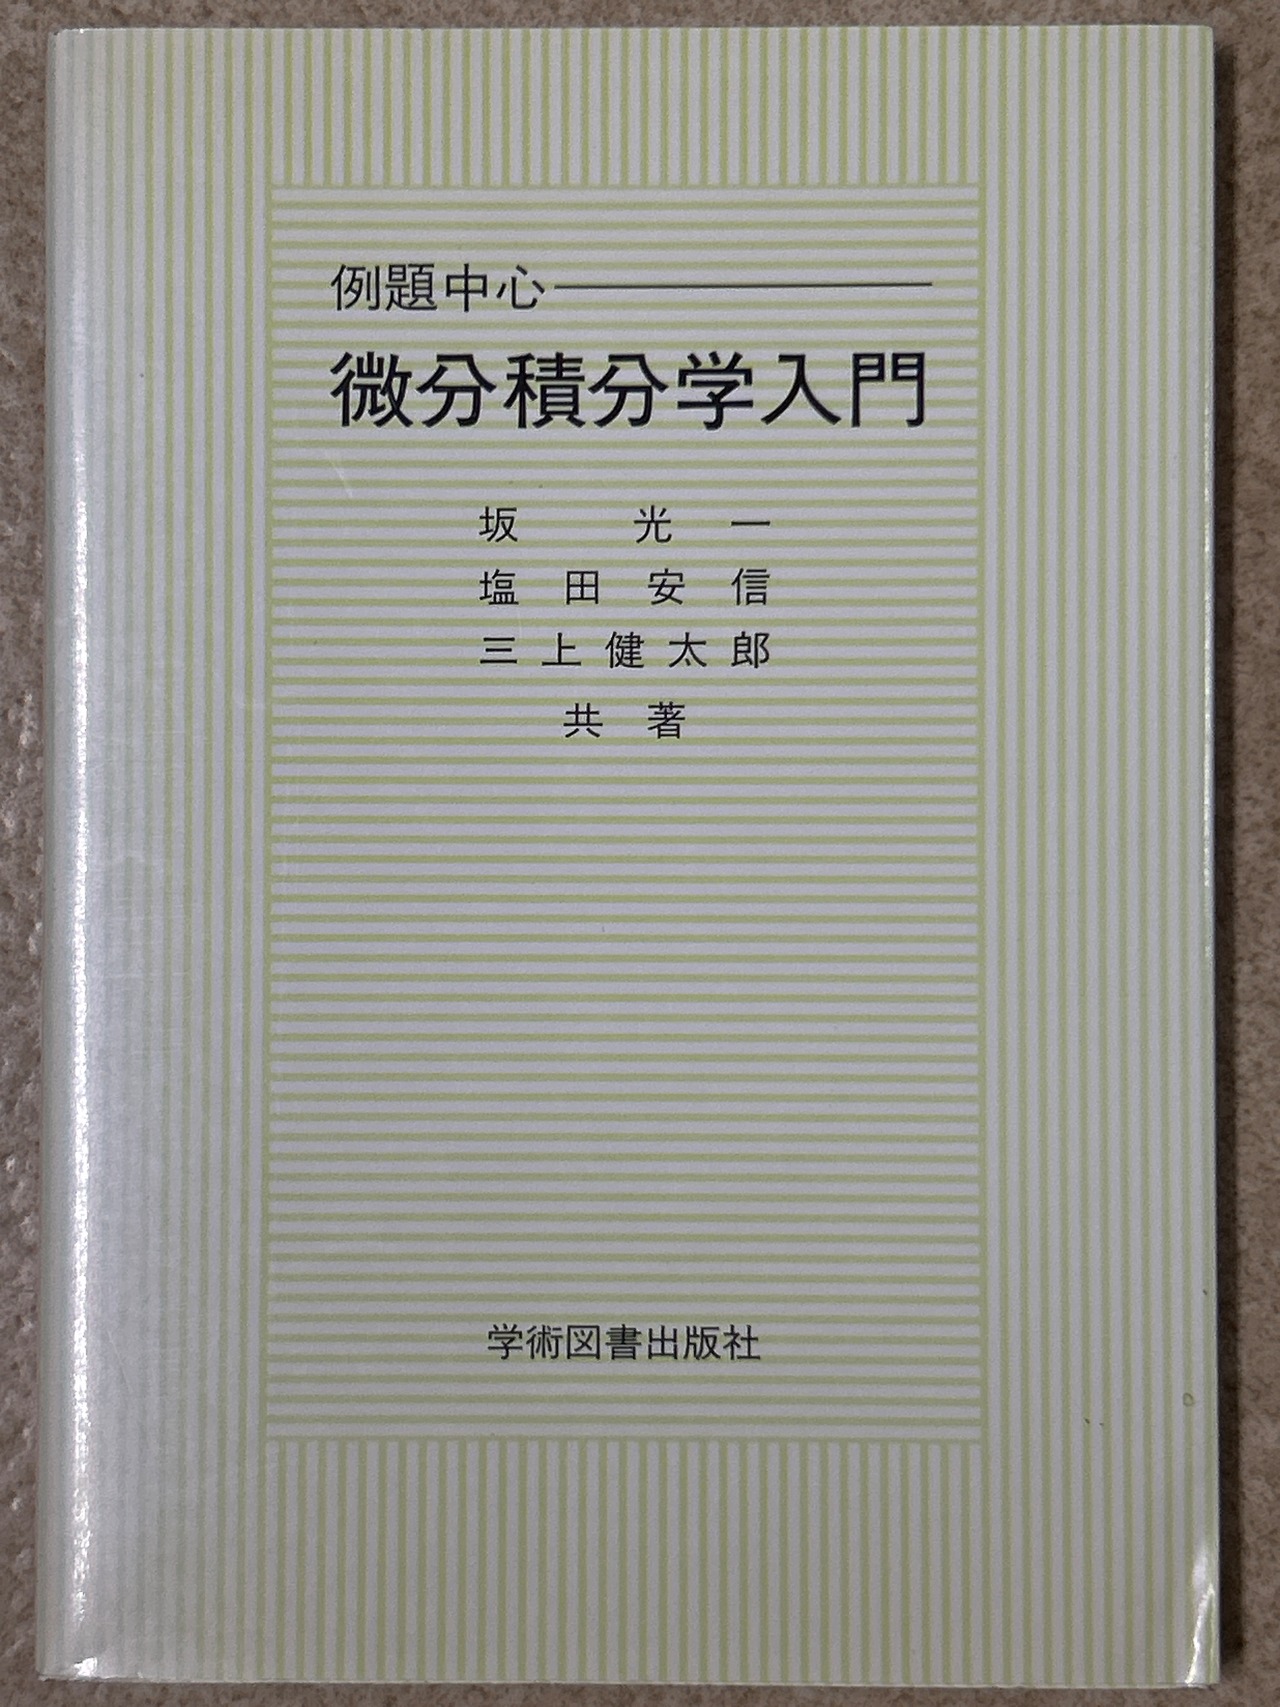 例題中心
微分積分学入門
坂 光一
塩田安信
三上健太郎
共著
学術図書出版社